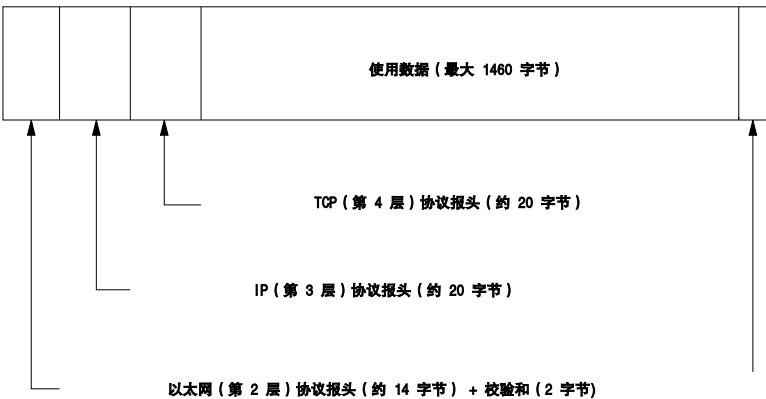 使用数据(最大 1460 字节)
TCP(第 4 层)协议报头(约 20 字节)
IP(第 3 层)协议报头(约 20 字节)
以太网(第 2 层)协议报头(约 14 字节) + 校验和(2 字节)